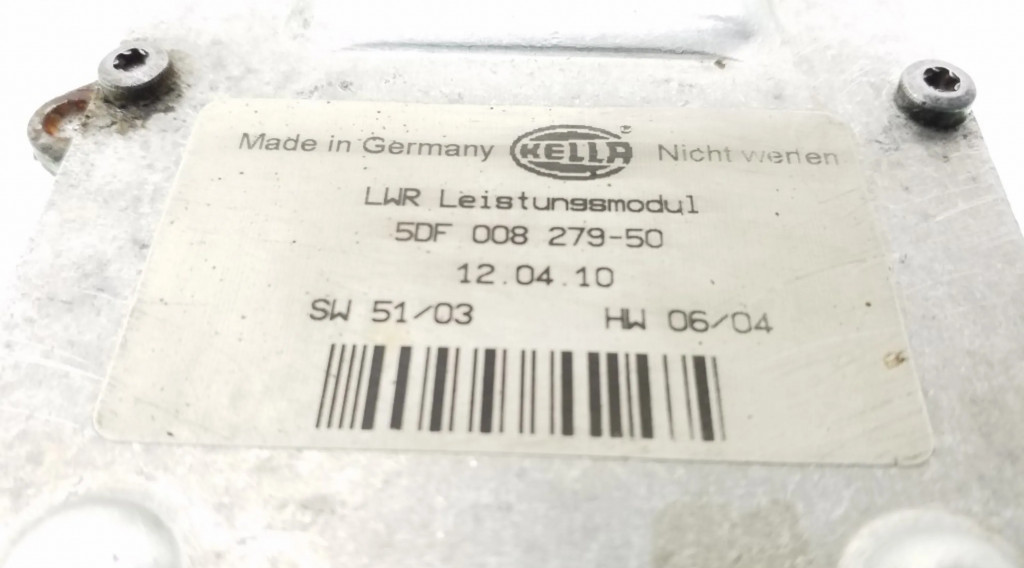 Made in Germany HELLA ® Nicht werfen
LWR Leistungsmodul
5DF 008 279-50
12.04.10
SW 51/03 HW 06/04